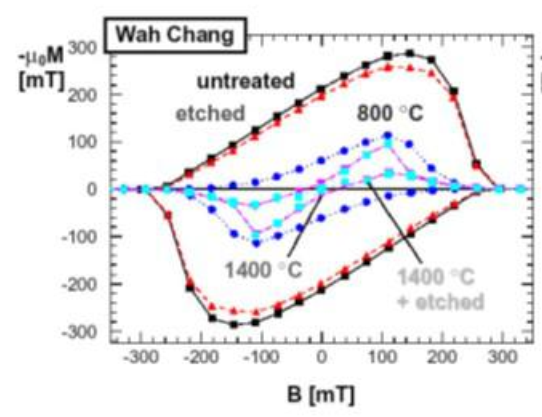 Wah Chang
-μ₀M
[mT]
300
200
100
0
-100
-200
-300
untreated
etched
800 °C
1400 °C
1400 °C
+ etched
-300 -200 -100 0 100 200 300
B [mT]